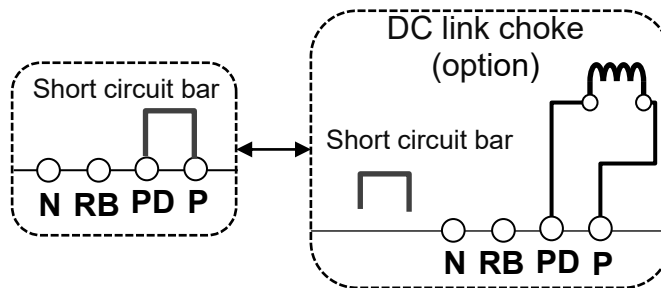 Short circuit bar
N RB PD P
DC link choke
(option)
Short circuit bar
N RB PD P